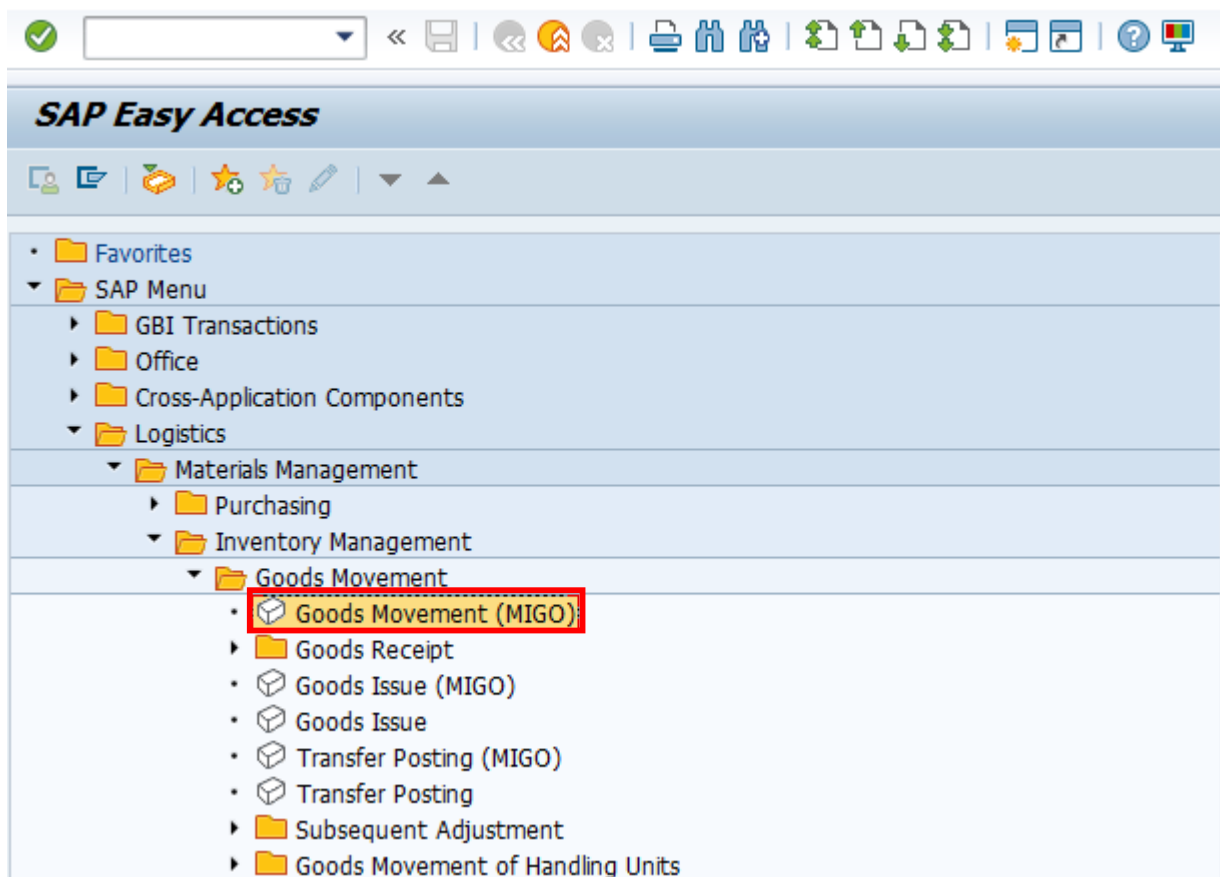 SAP Easy Access
Favorites
SAP Menu
GBI Transactions
Office
Cross-Application Components
Logistics
Materials Management
Purchasing
Inventory Management
Goods Movement
Goods Movement (MIGO)
Goods Receipt
Goods Issue (MIGO)
Goods Issue
Transfer Posting (MIGO)
Transfer Posting
Subsequent Adjustment
Goods Movement of Handling Units